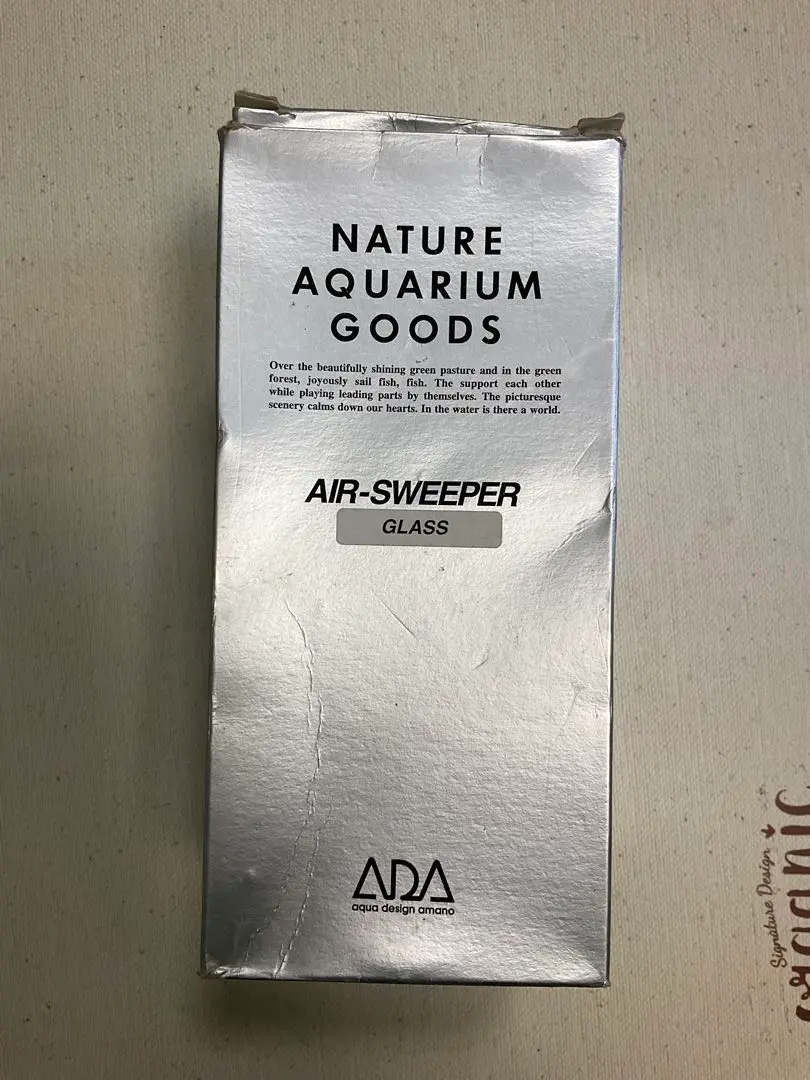 NATURE
AQUARIUM
GOODS
Over the beautifully shining green pasture and in the green
forest, joyously sail fish, fish. The support each other
while playing leading parts by themselves. The picturesque
scenery calms down our hearts. In the water is there a world.
AIR-SWEEPER
GLASS
ADA
aqua design amano
Signature Design